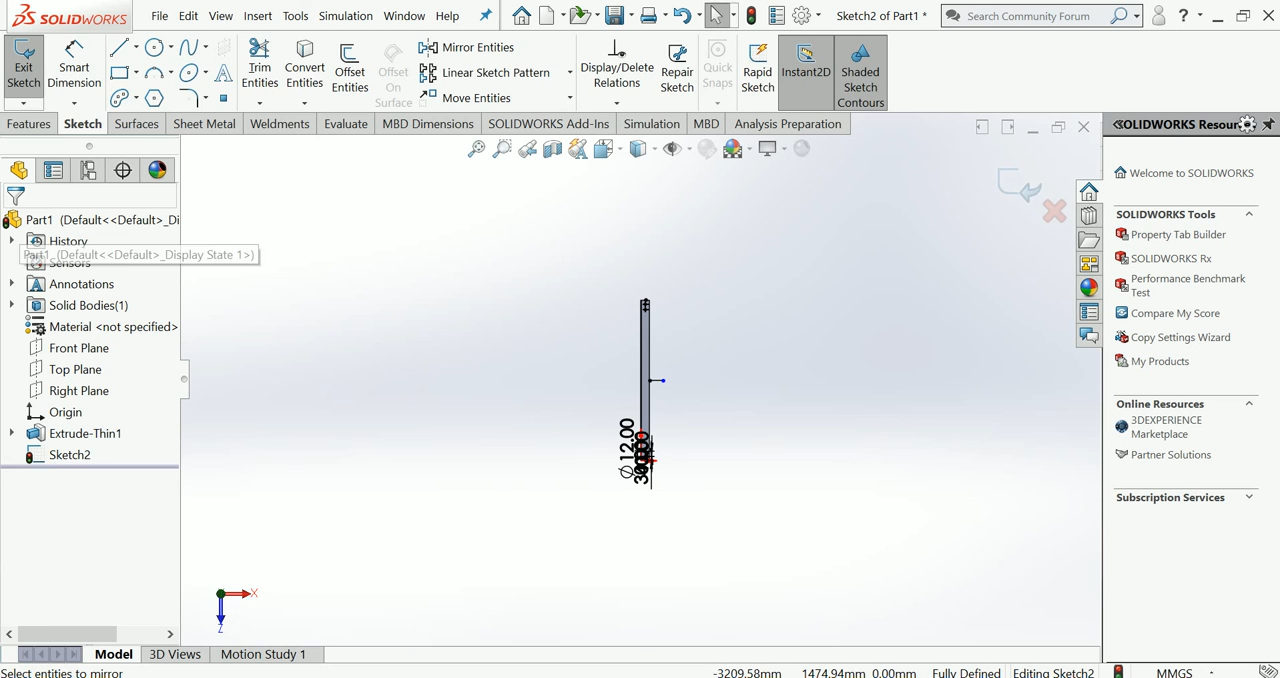 SOLIDWORKS File Edit View Insert Tools Simulation Window Help Sketch2 of Part1 * Search Community Forum
Exit Sketch Smart Dimension Trim Entities Convert Entities Offset Entities Offset On Surface Mirror Entities Linear Sketch Pattern Move Entities Display/Delete Relations Repair Sketch Quick Snaps Rapid Sketch Instant2D Shaded Sketch Contours
Features Sketch Surfaces Sheet Metal Weldments Evaluate MBD Dimensions SOLIDWORKS Add-Ins Simulation MBD Analysis Preparation
Part1 (Default<<Default>_Di
History
Part1 (Default<<Default>_Display State 1>)
Sensors
Annotations
Solid Bodies(1)
Material <not specified>
Front Plane
Top Plane
Right Plane
Origin
Extrude-Thin1
Sketch2
∅ 12.00
X
Z
SOLIDWORKS Resour
Welcome to SOLIDWORKS
SOLIDWORKS Tools
Property Tab Builder
SOLIDWORKS Rx
Performance Benchmark
Test
Compare My Score
Copy Settings Wizard
My Products
Online Resources
3DEXPERIENCE
Marketplace
Partner Solutions
Subscription Services
Model 3D Views Motion Study 1
Select entities to mirror -3209.58mm 1474.94mm 0.00mm Fully Defined Editing Sketch2 MMGS